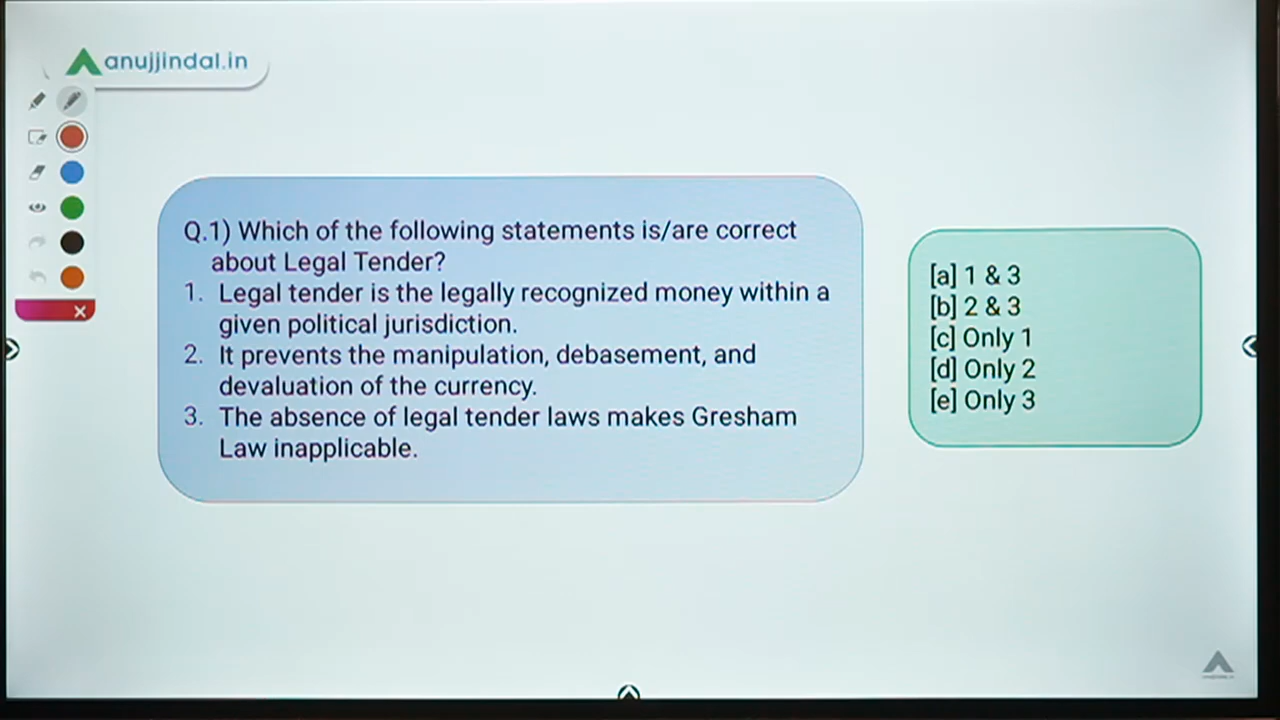 anujjindal.in
Q.1) Which of the following statements is/are correct
about Legal Tender?
1. Legal tender is the legally recognized money within a
given political jurisdiction.
2. It prevents the manipulation, debasement, and
devaluation of the currency.
3. The absence of legal tender laws makes Gresham
Law inapplicable.
[a] 1 & 3
[b] 2 & 3
[c] Only 1
[d] Only 2
[e] Only 3